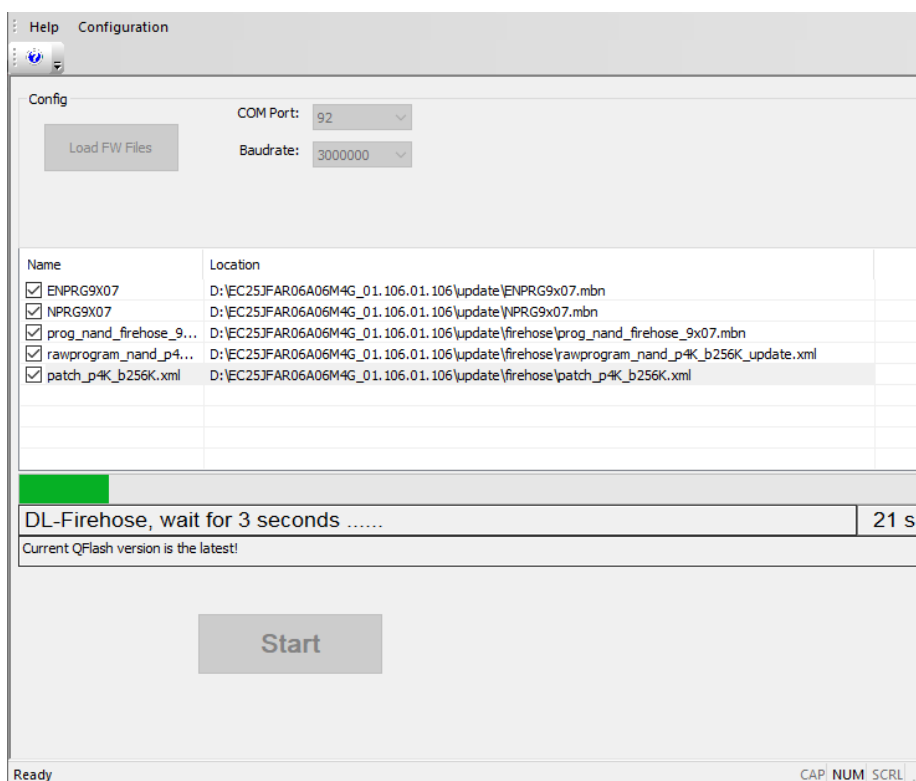 Help Configuration
Config
COM Port: 92
Load FW Files
Baudrate: 3000000
Name Location
ENPRG9X07 D:\EC25JFAR06A06M4G_01.106.01.106\update\ENPRG9x07.mbn
NPRG9X07 D:\EC25JFAR06A06M4G_01.106.01.106\update\NPRG9x07.mbn
prog_nand_firehose_9... D:\EC25JFAR06A06M4G_01.106.01.106\update\firehose\prog_nand_firehose_9x07.mbn
rawprogram_nand_p4... D:\EC25JFAR06A06M4G_01.106.01.106\update\firehose\rawprogram_nand_p4K_b256K_update.xml
patch_p4K_b256K.xml D:\EC25JFAR06A06M4G_01.106.01.106\update\firehose\patch_p4K_b256K.xml
DL-Firehose, wait for 3 seconds ...... 21 s
Current QFlash version is the latest!
Start
Ready CAP NUM SCRL